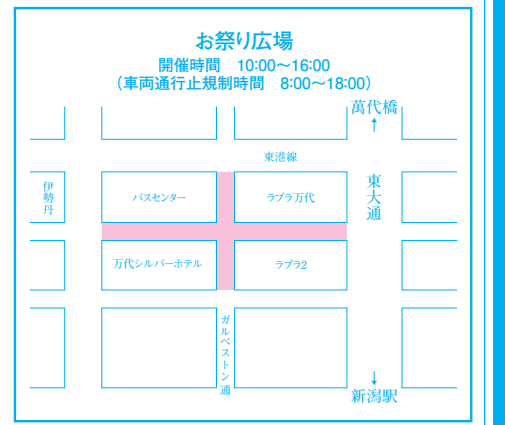 お祭り広場
開催時間　10:00〜16:00
（車両通行止規制時間　8:00〜18:00）
萬代橋
↑
東港線
伊勢丹
バスセンター
ラブラ万代
東大通
万代シルバーホテル
ラブラ2
ガルベストン通
↓
新潟駅